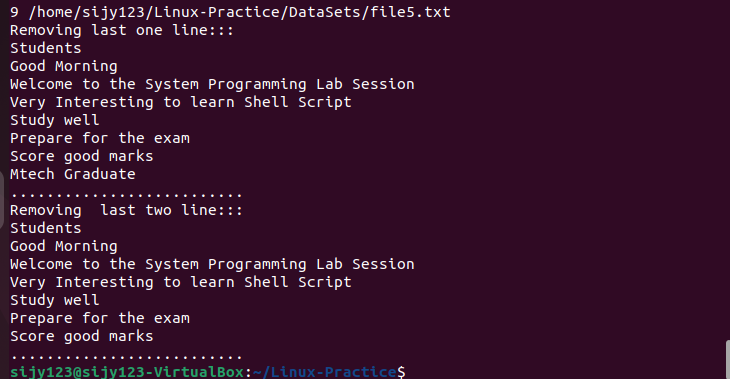 9 /home/sijy123/Linux-Practice/DataSets/file5.txt
Removing last one line:::
Students
Good Morning
Welcome to the System Programming Lab Session
Very Interesting to learn Shell Script
Study well
Prepare for the exam
Score good marks
Mtech Graduate
..........................
Removing  last two line:::
Students
Good Morning
Welcome to the System Programming Lab Session
Very Interesting to learn Shell Script
Study well
Prepare for the exam
Score good marks
..........................
sijy123@sijy123-VirtualBox:~/Linux-Practice$